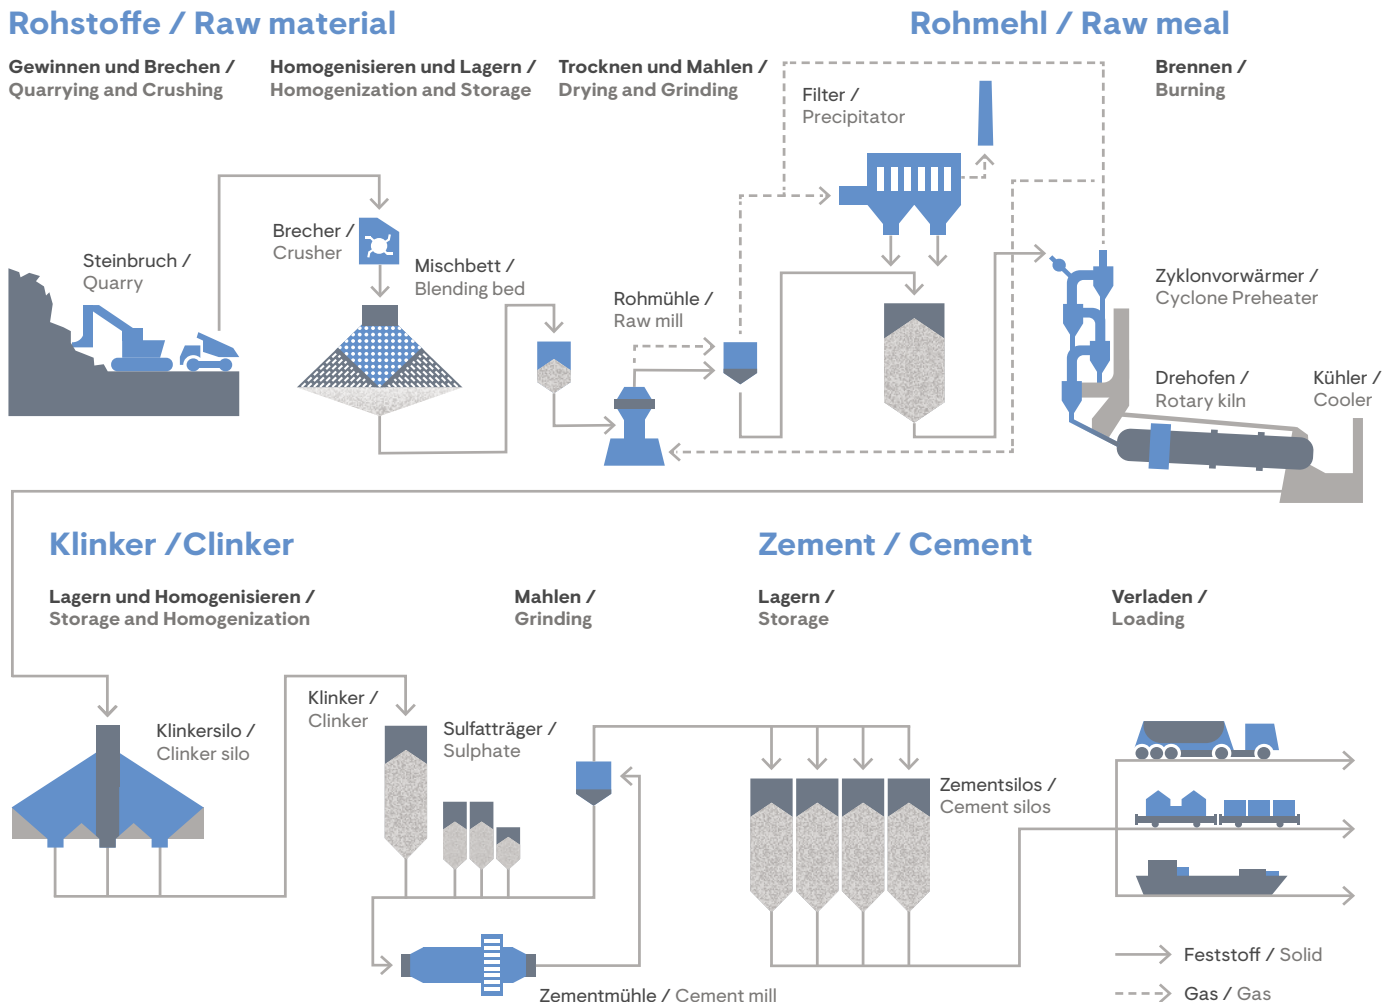 Rohstoffe / Raw material
Rohmehl / Raw meal
Gewinnen und Brechen /
Quarrying and Crushing
Homogenisieren und Lagern /
Homogenization and Storage
Trocknen und Mahlen /
Drying and Grinding
Brennen /
Burning
Filter /
Precipitator
Steinbruch /
Quarry
Brecher /
Crusher
Mischbett /
Blending bed
Rohmühle /
Raw mill
Zyklonvorwärmer /
Cyclone Preheater
Drehofen /
Rotary kiln
Kühler /
Cooler
Klinker /Clinker
Zement / Cement
Lagern und Homogenisieren /
Storage and Homogenization
Mahlen /
Grinding
Lagern /
Storage
Verladen /
Loading
Klinkersilo /
Clinker silo
Klinker /
Clinker
Sulfatträger /
Sulphate
Zementsilos /
Cement silos
Zementmühle / Cement mill
Feststoff / Solid
Gas / Gas